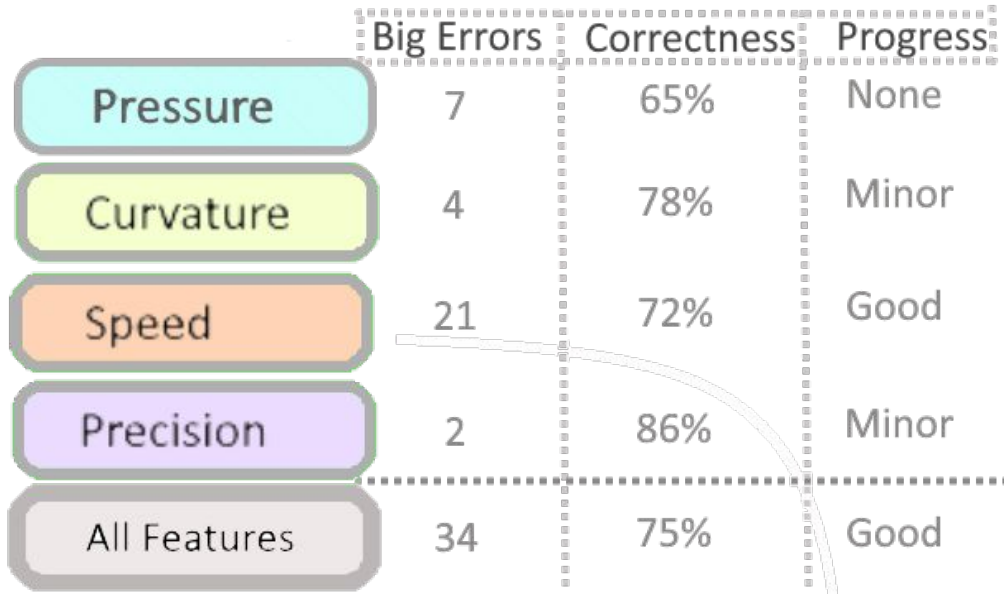 Big Errors Correctness Progress
Pressure 7 65% None
Curvature 4 78% Minor
Speed 21 72% Good
Precision 2 86% Minor
All Features 34 75% Good